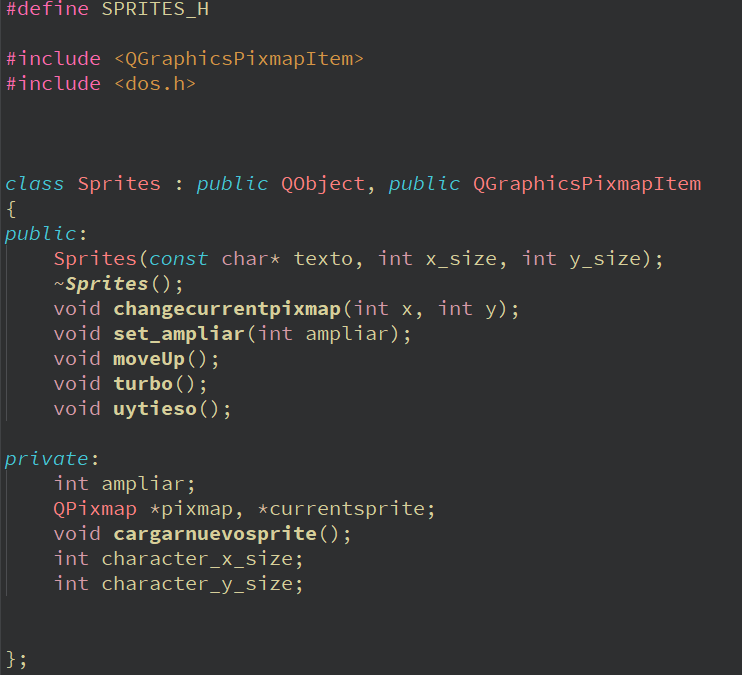 #define SPRITES_H
#include <QGraphicsPixmapItem>
#include <dos.h>
class Sprites : public QObject, public QGraphicsPixmapItem
{
public:
Sprites(const char* texto, int x_size, int y_size);
~Sprites();
void changecurrentpixmap(int x, int y);
void set_ampliar(int ampliar);
void moveUp();
void turbo();
void uytieso();
private:
int ampliar;
QPixmap *pixmap, *currentsprite;
void cargarnuevosprite();
int character_x_size;
int character_y_size;
};